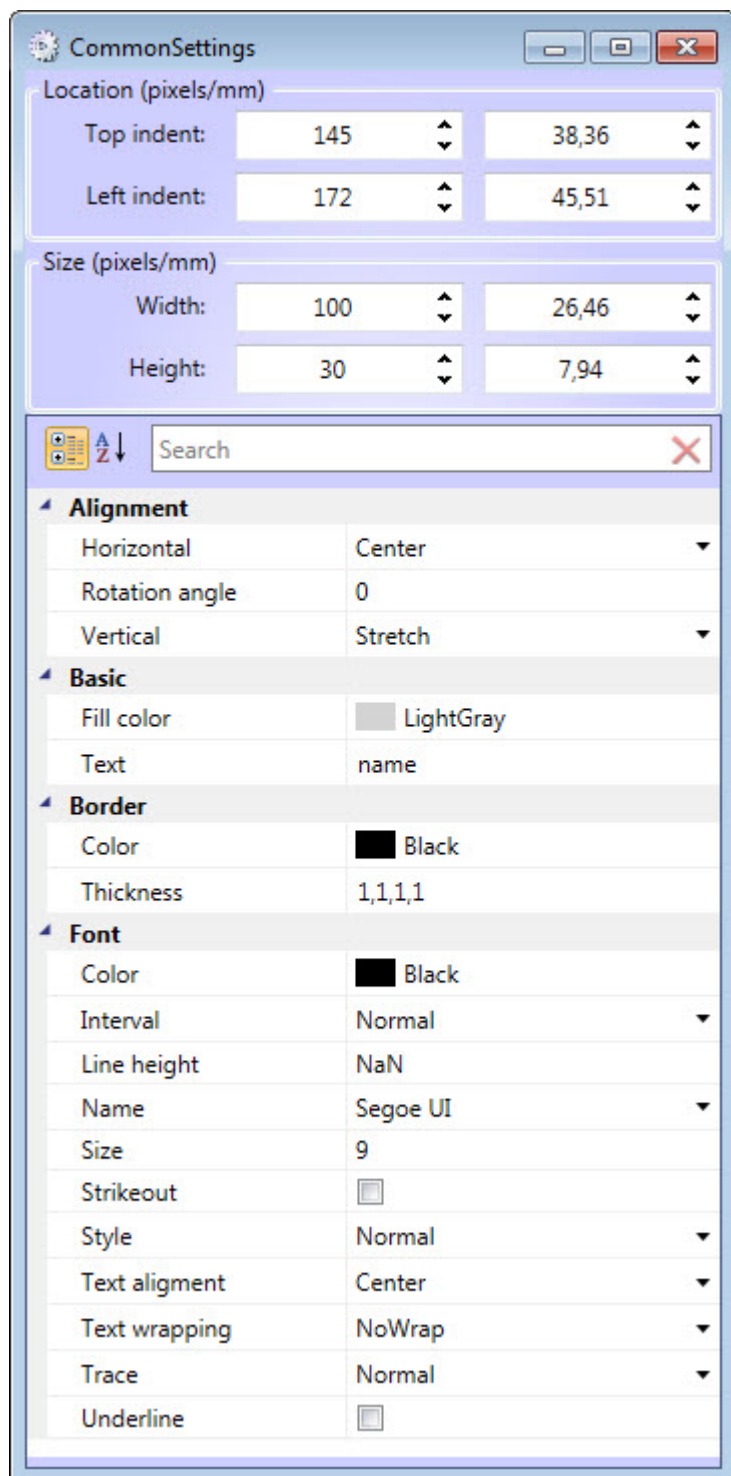 CommonSettings
Location (pixels/mm)
Top indent: 145 38,36
Left indent: 172 45,51
Size (pixels/mm)
Width: 100 26,46
Height: 30 7,94
A Z Search
Alignment
Horizontal Center
Rotation angle 0
Vertical Stretch
Basic
Fill color LightGray
Text name
Border
Color Black
Thickness 1,1,1,1
Font
Color Black
Interval Normal
Line height NaN
Name Segoe UI
Size 9
Strikeout
Style Normal
Text aligment Center
Text wrapping NoWrap
Trace Normal
Underline